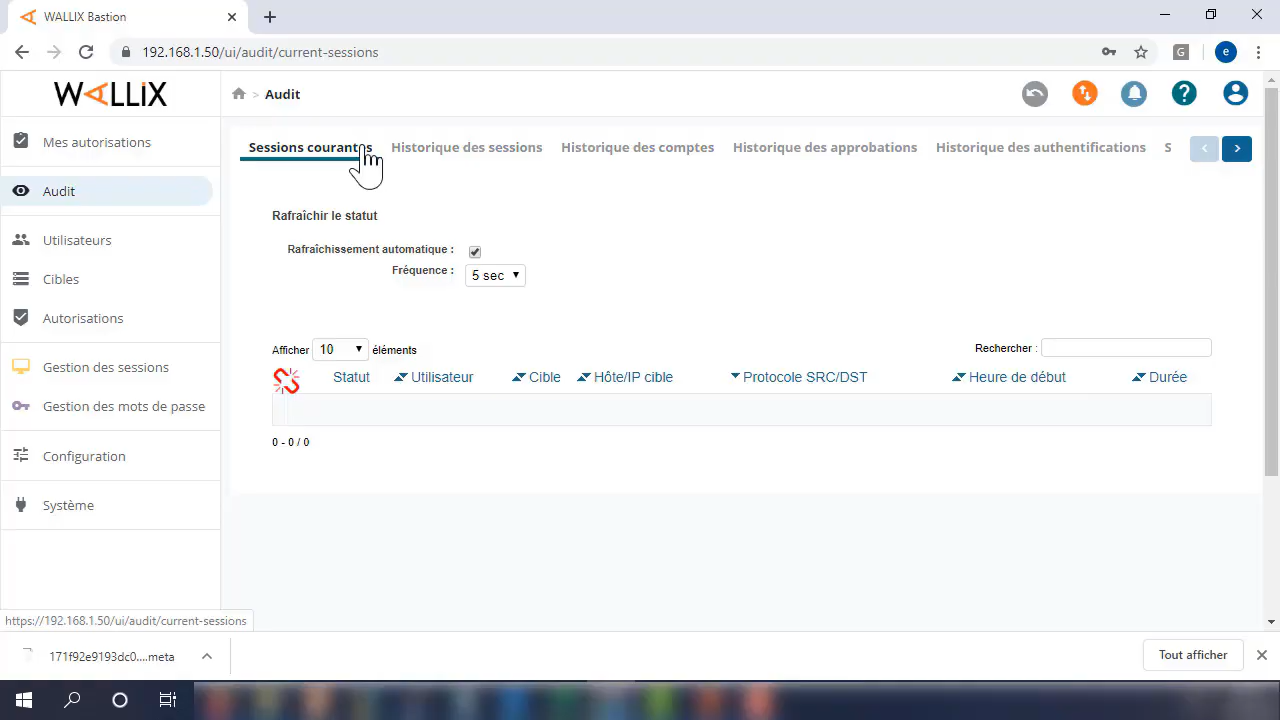 WALLIX Bastion
192.168.1.50/ui/audit/current-sessions
G
e
WALLIX
> Audit
Mes autorisations
Audit
Utilisateurs
Cibles
Autorisations
Gestion des sessions
Gestion des mots de passe
Configuration
Système
Sessions courantes Historique des sessions Historique des comptes Historique des approbations Historique des authentifications S
Rafraîchir le statut
Rafraîchissement automatique :
Fréquence : 5 sec
Afficher 10 éléments
Rechercher :
Statut Utilisateur Cible Hôte/IP cible Protocole SRC/DST Heure de début Durée
0 - 0 / 0
https://192.168.1.50/ui/audit/current-sessions
171f92e9193dc0....meta
Tout afficher